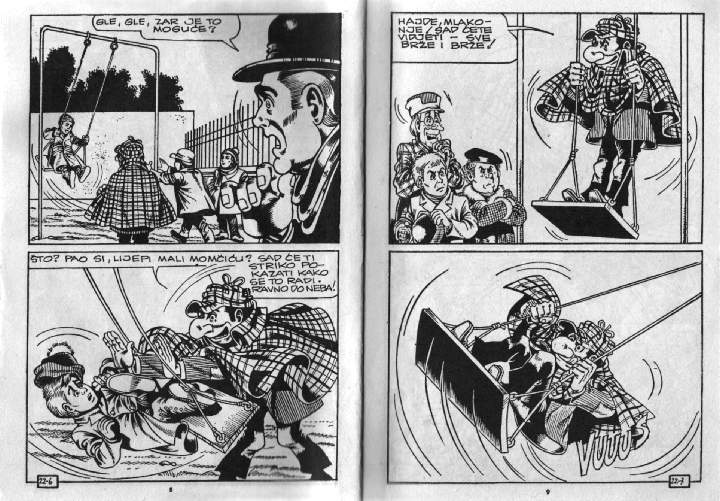 GLE, GLE, ZAR JE TO
MOGUĆE?
ŠTO? PAO SI, LIJEPI MALI MOMČIĆU? SAD ĆE TI
STRIKO PO-
KAZATI KAKO
SE TO RADI.
RAVNO DO NEBA!
22-6
8
HAJDE, MLAKO-
NJE! SAD ĆETE
VIDJETI - SVE
BRŽE I BRŽE!
VUUUŠ
22-7
9